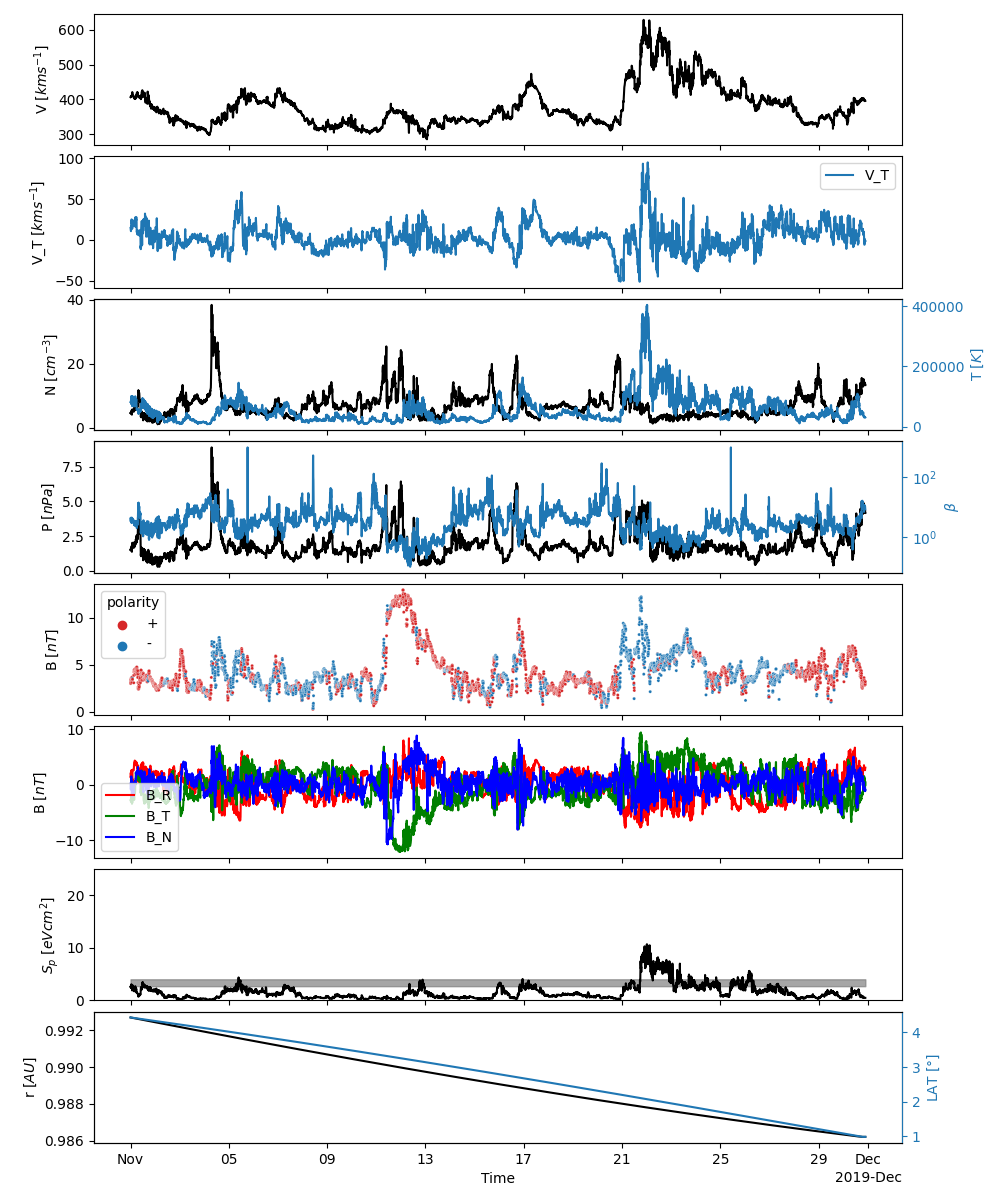 V [kms⁻¹]
600
500
400
300
V_T [kms⁻¹]
100
50
0
−50
V_T
N [cm⁻³]
40
20
0
400000
200000
0
T [K]
P [nPa]
7.5
5.0
2.5
0.0
10²
10⁰
β
B [nT]
10
5
0
polarity
+
-
B [nT]
10
0
−10
B_R
B_T
B_N
Sₚ [eVcm²]
20
10
0
r [AU]
0.992
0.990
0.988
0.986
4
3
2
1
LAT [°]
Nov 05 09 13 17 21 25 29 Dec
Time
2019-Dec